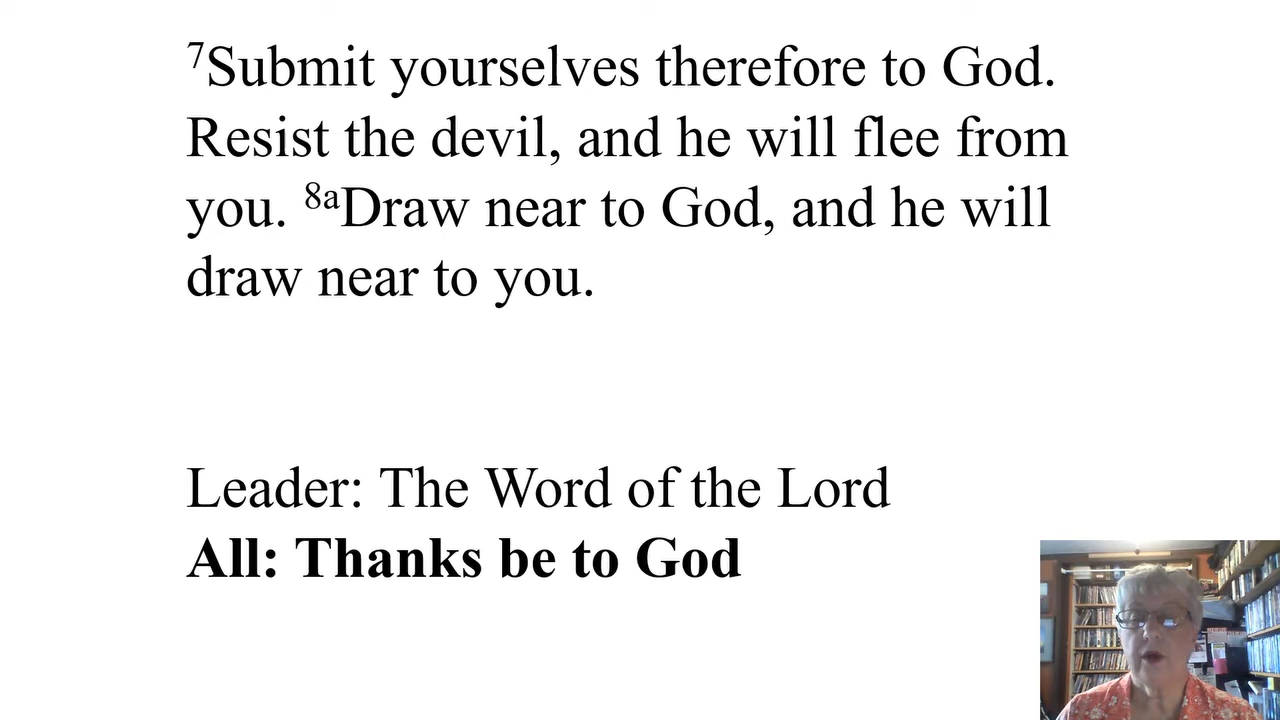 ⁷Submit yourselves therefore to God.
Resist the devil, and he will flee from
you. ⁸ᵃDraw near to God, and he will
draw near to you.
Leader: The Word of the Lord
All: Thanks be to God